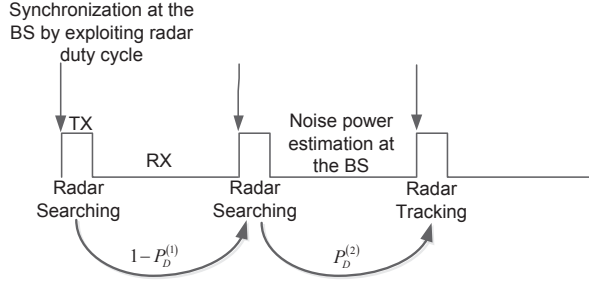 Synchronization at the
BS by exploiting radar
duty cycle
TX
RX
Noise power
estimation at
the BS
Radar
Searching
Radar
Searching
Radar
Tracking
1 − P_D^{(1)}
P_D^{(2)}